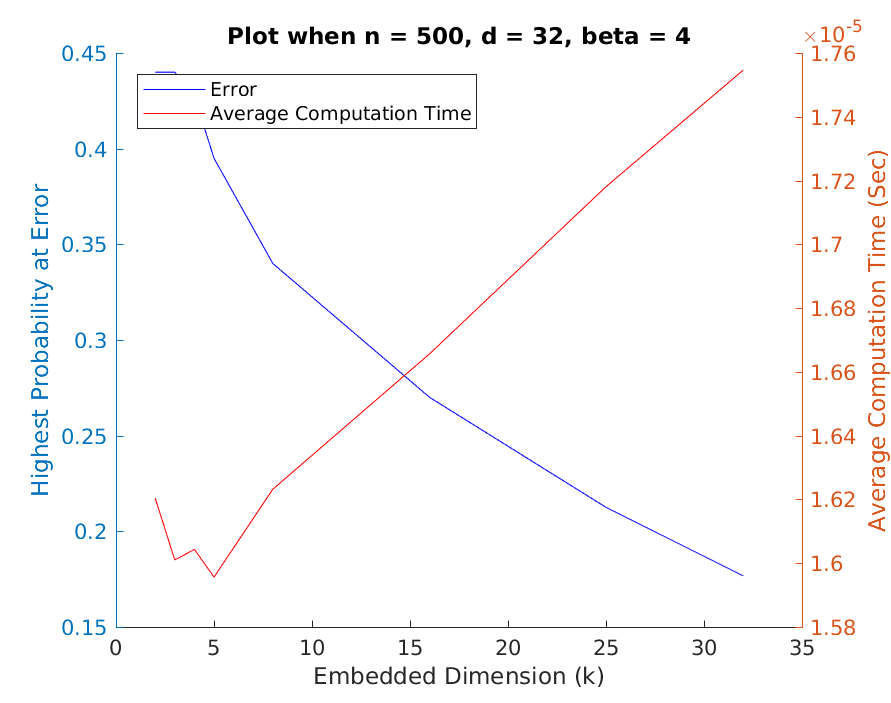 Plot when n = 500, d = 32, beta = 4
×10-5
0.45
0.4
0.35
0.3
0.25
0.2
0.15
Highest Probability at Error
Error
Average Computation Time
1.76
1.74
1.72
1.7
1.68
1.66
1.64
1.62
1.6
1.58
Average Computation Time (Sec)
0 5 10 15 20 25 30 35
Embedded Dimension (k)